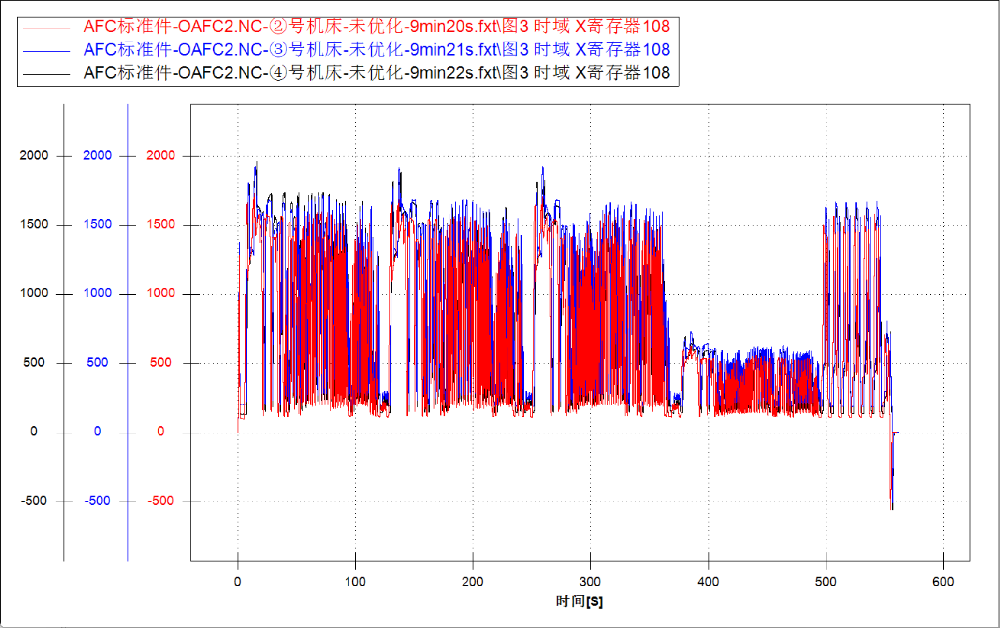 AFC标准件-OAFC2.NC-②号机床-未优化-9min20s.fxt\图3 时域 X寄存器108
AFC标准件-OAFC2.NC-③号机床-未优化-9min21s.fxt\图3 时域 X寄存器108
AFC标准件-OAFC2.NC-④号机床-未优化-9min22s.fxt\图3 时域 X寄存器108
2000 2000 2000
1500 1500 1500
1000 1000 1000
500 500 500
0 0 0
-500 -500 -500
0 100 200 300 400 500 600
时间[S]